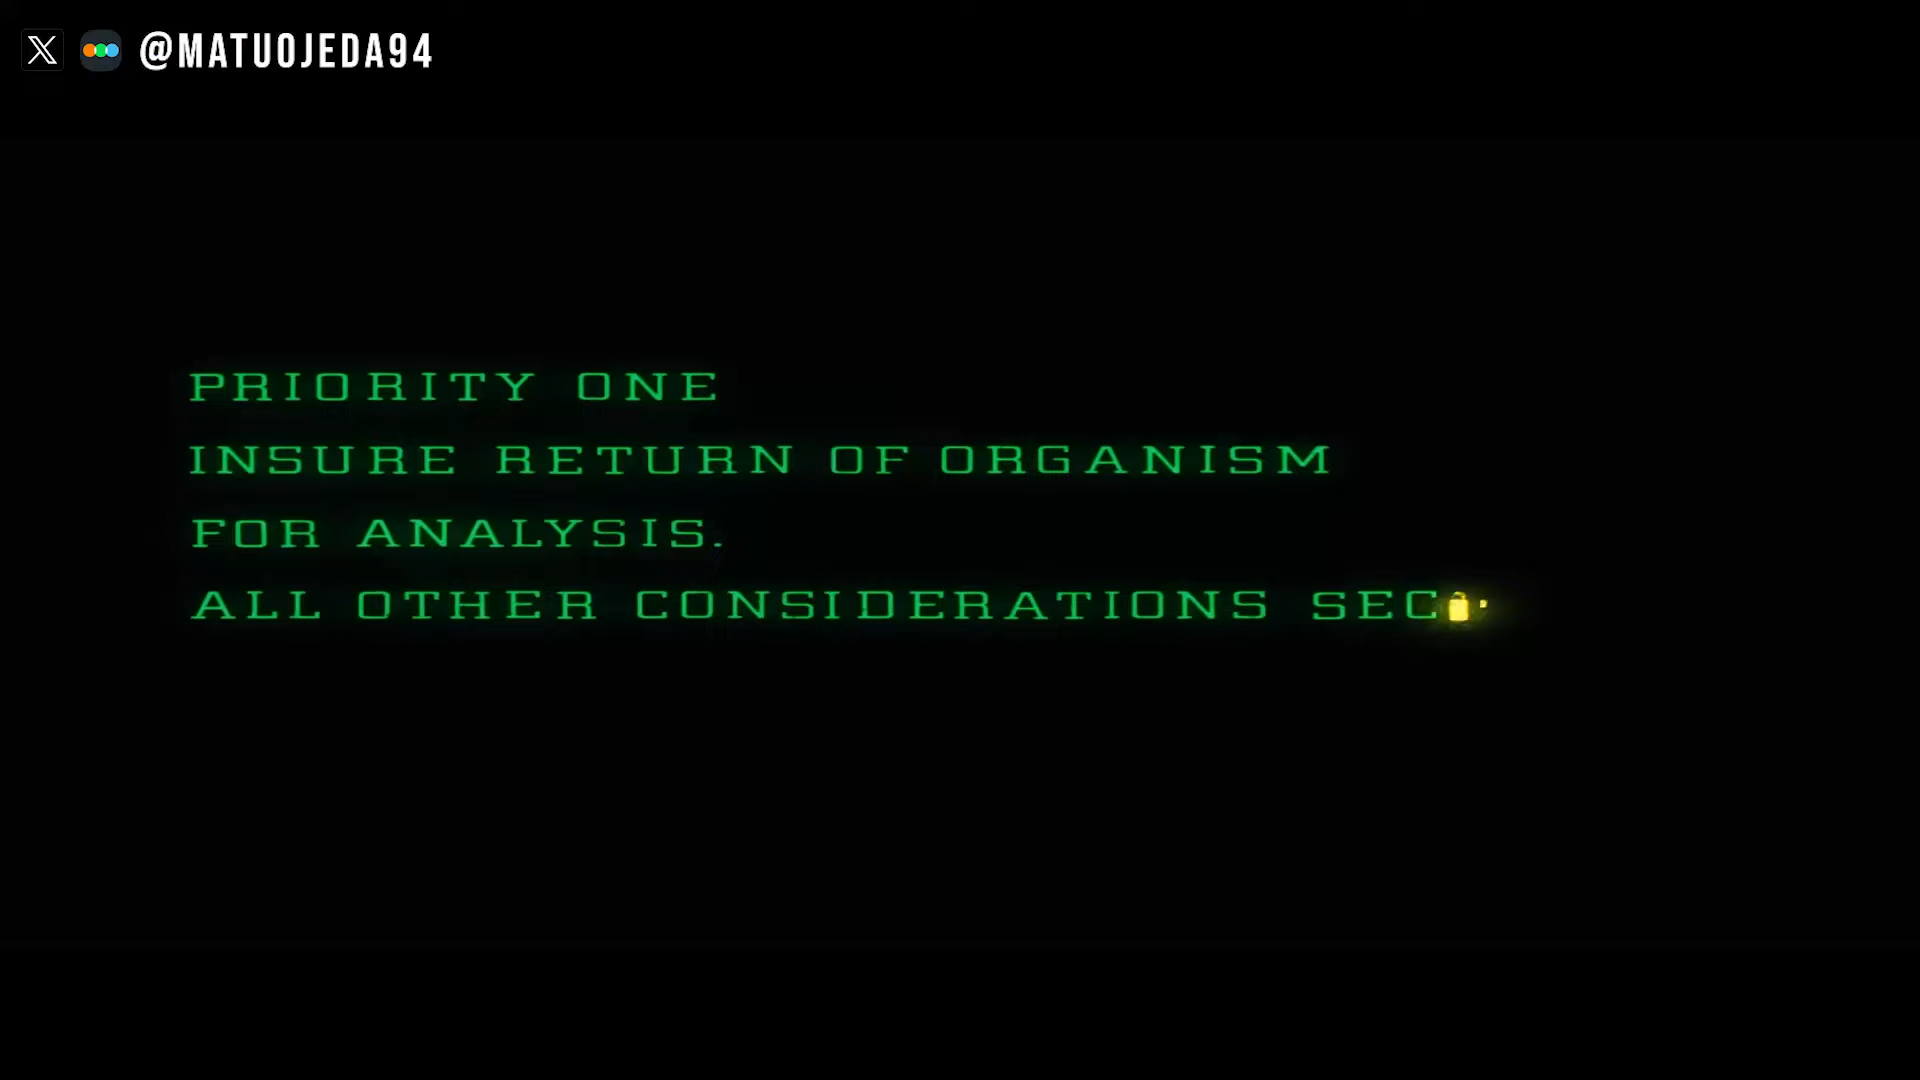 @MATUOJEDA94
PRIORITY ONE
INSURE RETURN OF ORGANISM
FOR ANALYSIS.
ALL OTHER CONSIDERATIONS SEC